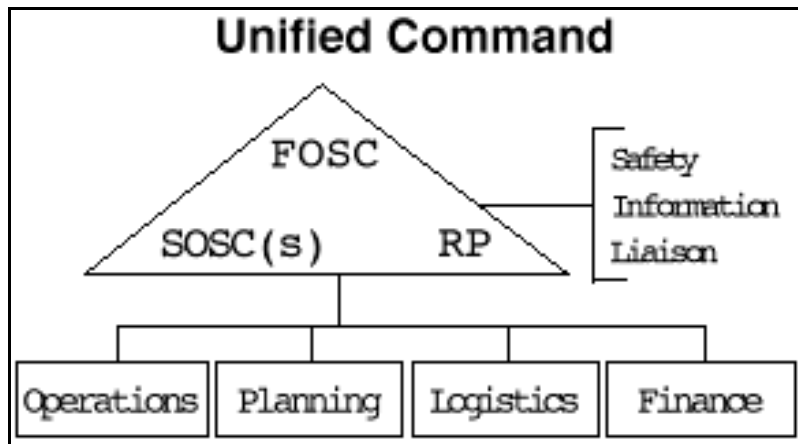 Unified Command
FOSC
SOSC(s) RP
Safety
Information
Liaison
Operations Planning Logistics Finance